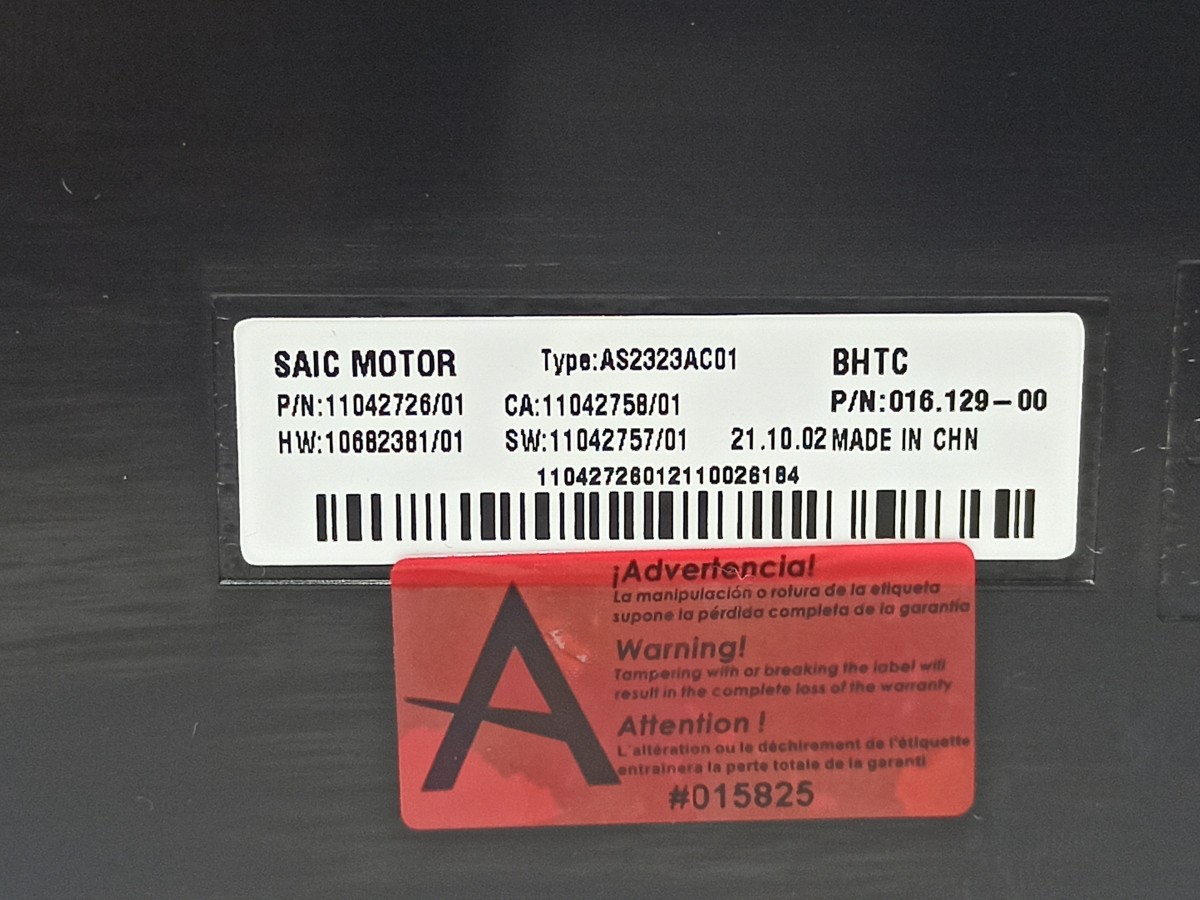 SAIC MOTOR Type:AS2323AC01 BHTC
P/N:11042726/01 CA:11042758/01 P/N:016.129-00
HW:10682381/01 SW:11042757/01 21.10.02 MADE IN CHN
11042726012110026184
¡Advertencia!
La manipulación o rotura de la etiqueta
supone la pérdida completa de la garantía
Warning!
Tampering with or breaking the label will
result in the complete loss of the warranty
Attention !
L'altération ou le déchirement de l'étiquette
entraînera la perte totale de la garanti
#015825